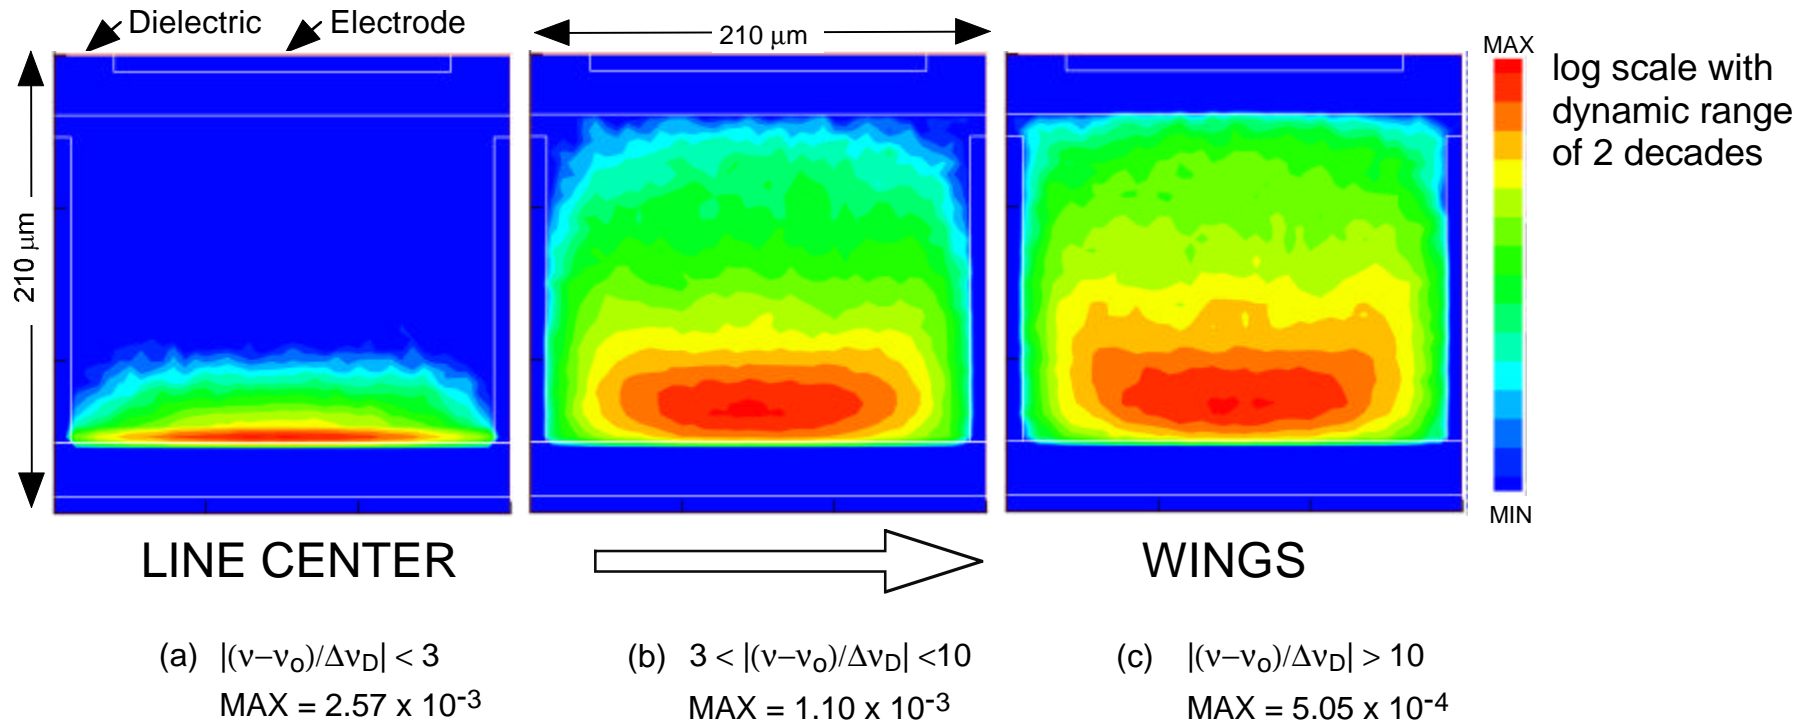 Dielectric
Electrode
210 μm
210 μm
MAX
log scale with
dynamic range
of 2 decades
MIN
LINE CENTER
WINGS
(a) |(ν−νo)/ΔνD| < 3
MAX = 2.57 x 10-3
(b) 3 < |(ν−νo)/ΔνD| <10
MAX = 1.10 x 10-3
(c) |(ν−νo)/ΔνD| > 10
MAX = 5.05 x 10-4